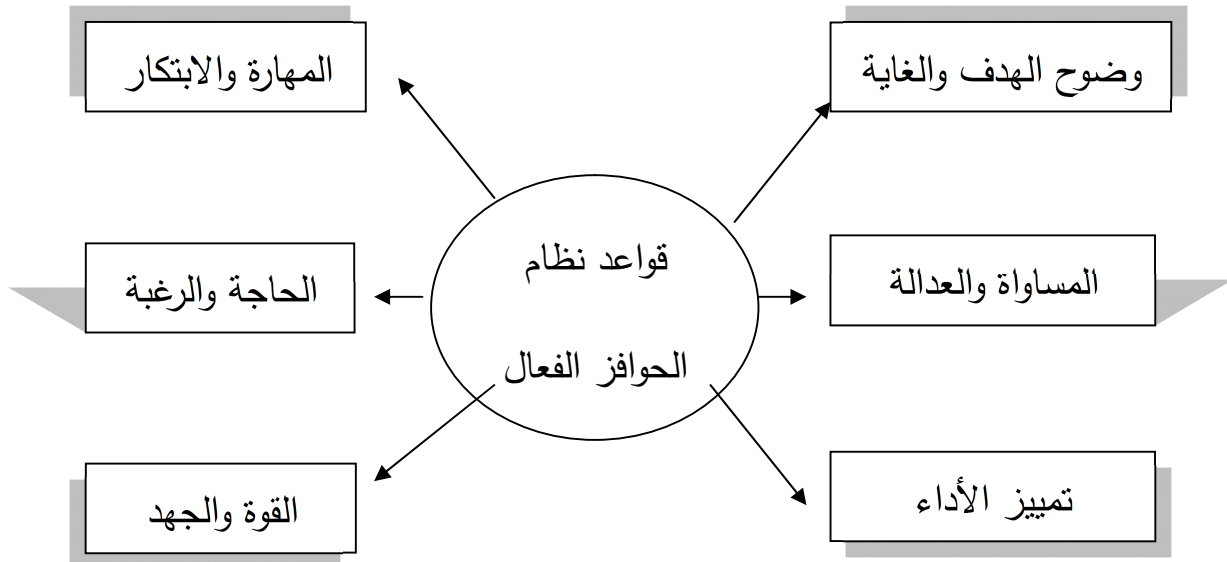 وضوح الهدف والغاية
المهارة والابتكار
قواعد نظام
الحوافز الفعال
المساواة والعدالة
الحاجة والرغبة
تمييز الأداء
القوة والجهد